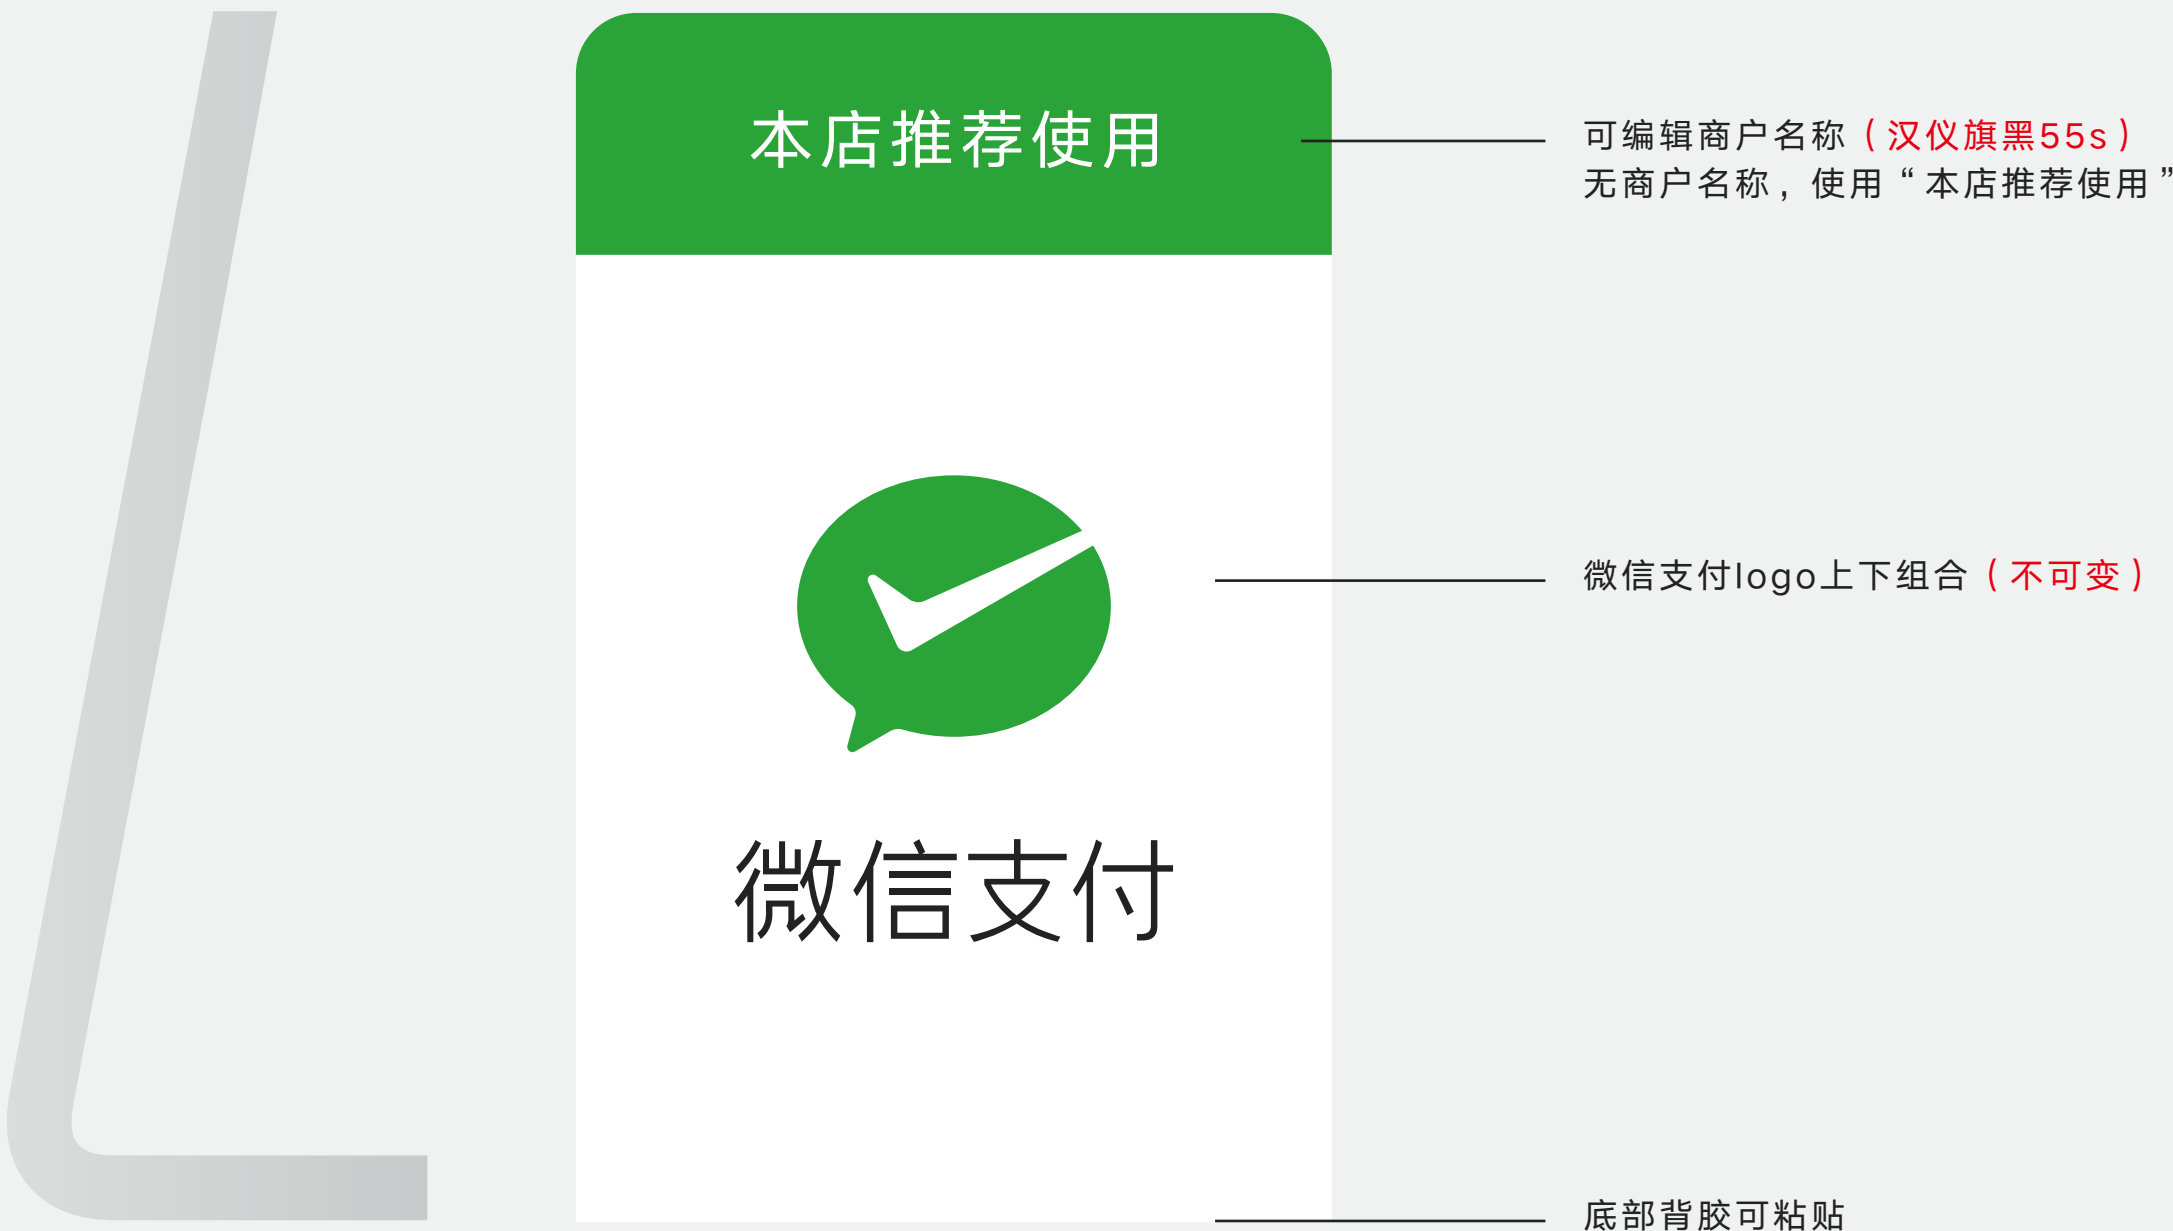 本店推荐使用
可编辑商户名称（汉仪旗黑55s）
无商户名称，使用“本店推荐使用”
微信支付logo上下组合（不可变）
微信支付
底部背胶可粘贴